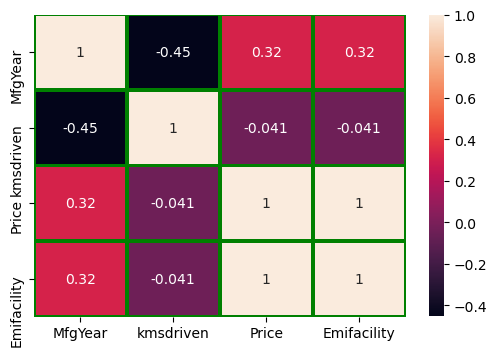 MfgYear 1 -0.45 0.32 0.32
kmsdriven -0.45 1 -0.041 -0.041
Price 0.32 -0.041 1 1
Emifacility 0.32 -0.041 1 1
MfgYear kmsdriven Price Emifacility
1.0
0.8
0.6
0.4
0.2
0.0
−0.2
−0.4